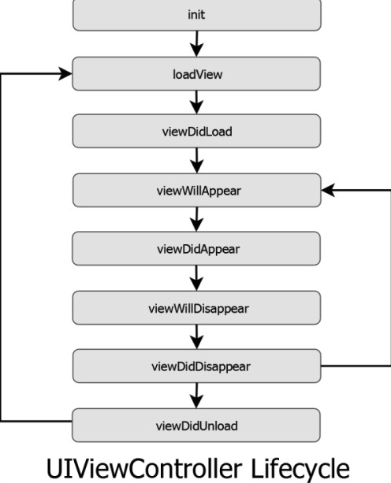 init
loadView
viewDidLoad
viewWillAppear
viewDidAppear
viewWillDisappear
viewDidDisappear
viewDidUnload
UIViewController Lifecycle